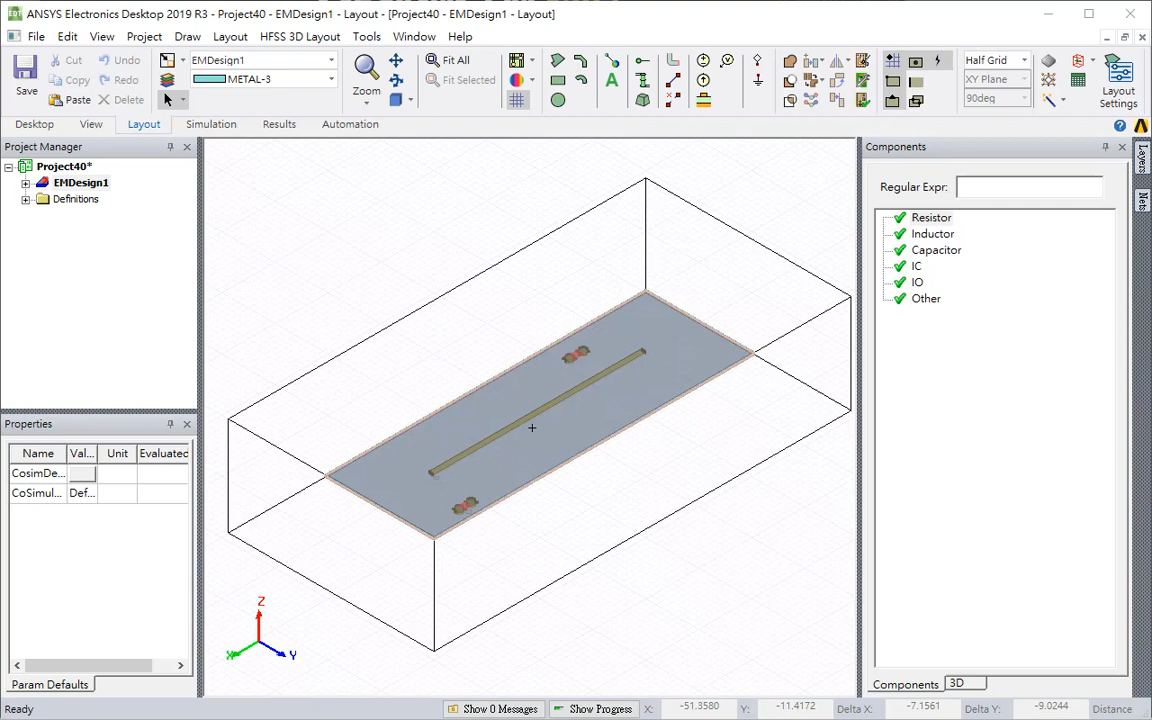 ANSYS Electronics Desktop 2019 R3 - Project40 - EMDesign1 - Layout - [Project40 - EMDesign1 - Layout]
File Edit View Project Draw Layout HFSS 3D Layout Tools Window Help
Save
Cut
Copy
Paste
Undo
Redo
Delete
EMDesign1
METAL-3
Zoom
Fit All
Fit Selected
A
Half Grid
XY Plane
90deg
Layout
Settings
Desktop View Layout Simulation Results Automation
Project Manager
Project40*
EMDesign1
Definitions
Properties
Name Val... Unit Evaluated
CosimDe...
CoSimul... Def...
Param Defaults
Z
X
Y
Components
Regular Expr:
Resistor
Inductor
Capacitor
IC
IO
Other
Components 3D
Layers
Nets
Ready Show 0 Messages Show Progress X: -51.3580 Y: -11.4172 Delta X: -7.1561 Delta Y: -9.0244 Distance